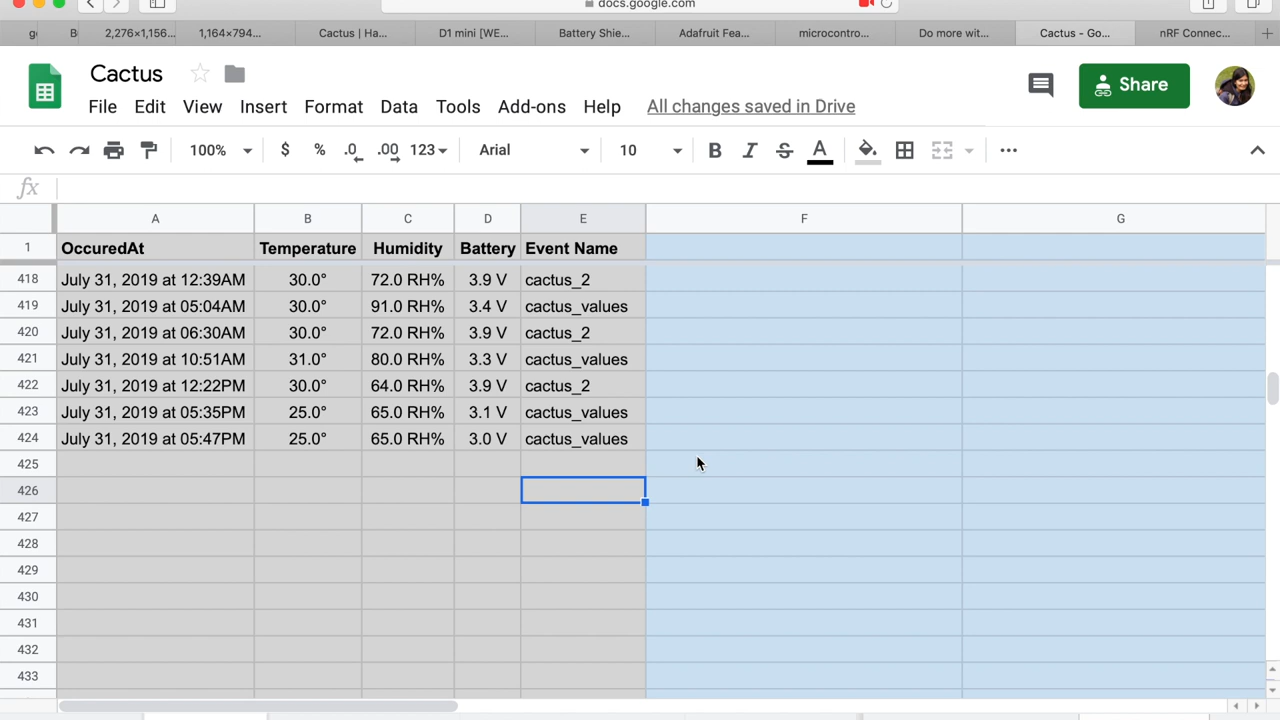 docs.google.com
2,276×1,156...
1,164×794...
Cactus | Ha...
D1 mini [WE...
Battery Shie...
Adafruit Fea...
microcontro...
Do more wit...
Cactus - Go...
nRF Connec...
Cactus
Share
File Edit View Insert Format Data Tools Add-ons Help All changes saved in Drive
100% $ % .0 .00 123 Arial 10 B I S A
fx
A B C D E F G
1 OccuredAt Temperature Humidity Battery Event Name
418 July 31, 2019 at 12:39AM 30.0° 72.0 RH% 3.9 V cactus_2
419 July 31, 2019 at 05:04AM 30.0° 91.0 RH% 3.4 V cactus_values
420 July 31, 2019 at 06:30AM 30.0° 72.0 RH% 3.9 V cactus_2
421 July 31, 2019 at 10:51AM 31.0° 80.0 RH% 3.3 V cactus_values
422 July 31, 2019 at 12:22PM 30.0° 64.0 RH% 3.9 V cactus_2
423 July 31, 2019 at 05:35PM 25.0° 65.0 RH% 3.1 V cactus_values
424 July 31, 2019 at 05:47PM 25.0° 65.0 RH% 3.0 V cactus_values
425
426
427
428
429
430
431
432
433